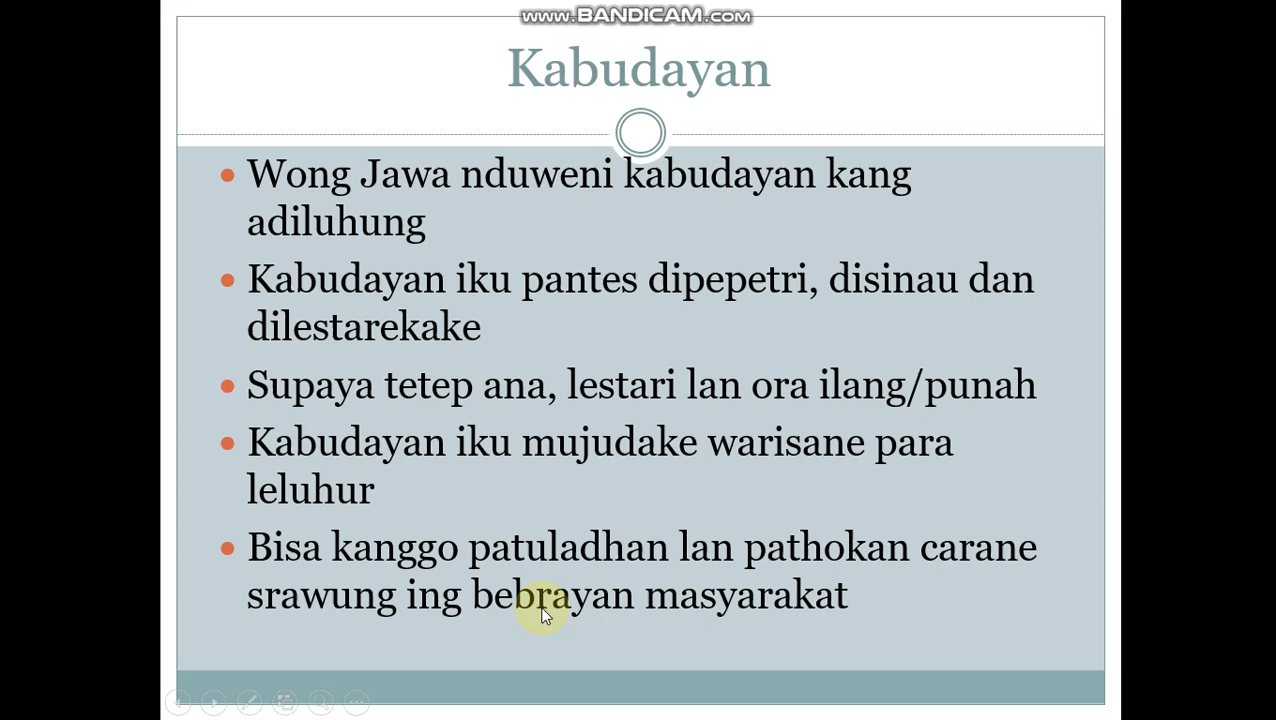 www.BANDICAM.com
Kabudayan
Wong Jawa nduweni kabudayan kang
adiluhung
Kabudayan iku pantes dipepetri, disinau dan
dilestarekake
Supaya tetep ana, lestari lan ora ilang/punah
Kabudayan iku mujudake warisane para
leluhur
Bisa kanggo patuladhan lan pathokan carane
srawung ing bebrayan masyarakat